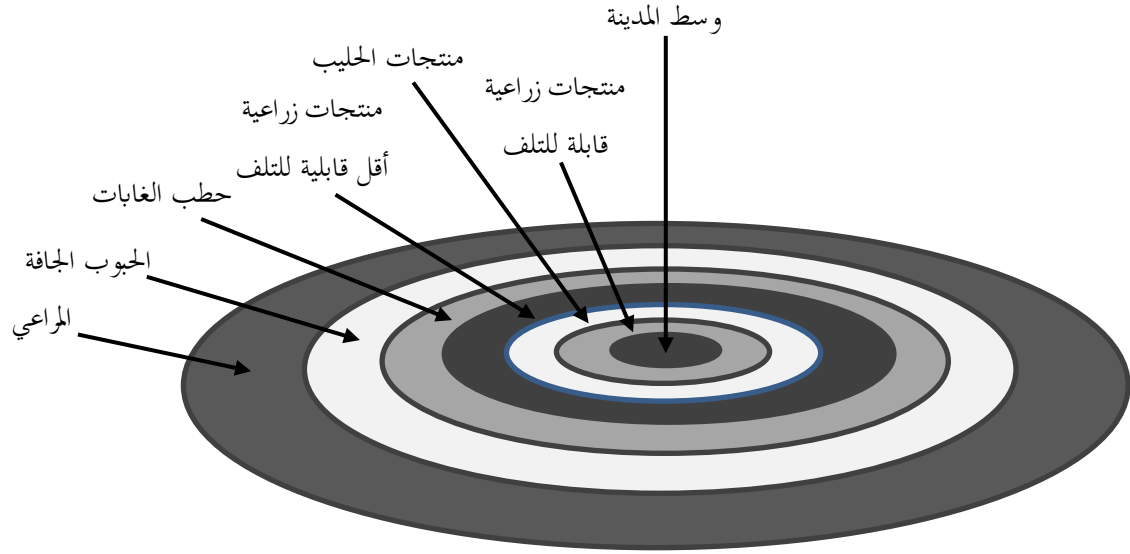 وسط المدينة
منتجات زراعية
قابلة للتلف
منتجات الحليب
منتجات زراعية
أقل قابلية للتلف
حطب الغابات
الحبوب الجافة
المراعي